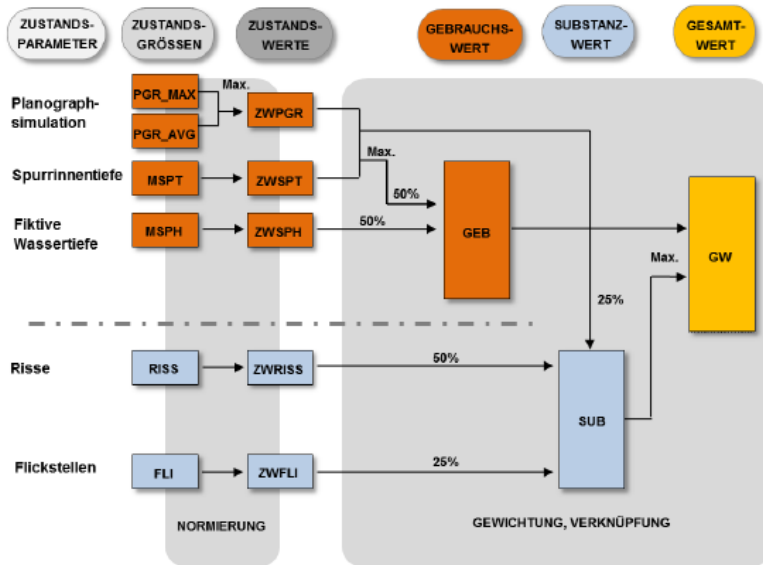 ZUSTANDS-
PARAMETER
ZUSTANDS-
GRÖSSEN
ZUSTANDS-
WERTE
GEBRAUCHS-
WERT
SUBSTANZ-
WERT
GESAMT-
WERT
Planograph-
simulation
PGR_MAX
PGR_AVG
Max.
ZWPGR
Spurrinnentiefe
MSPT
ZWSPT
Max.
50%
Fiktive
Wassertiefe
MSPH
ZWSPH
50%
GEB
Max.
GW
25%
Risse
RISS
ZWRISS
50%
SUB
Flickstellen
FLI
ZWFLI
25%
NORMIERUNG
GEWICHTUNG, VERKNÜPFUNG